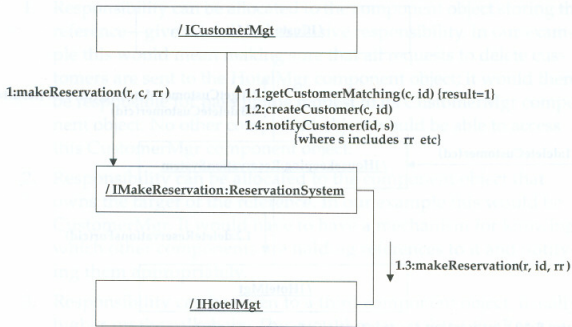 / ICustomerMgt
1:makeReservation(r, c, rr )
1.1:getCustomerMatching(c, id) {result=1}
1.2:createCustomer(c, id)
1.4:notifyCustomer(id, s)
{where s includes rr etc}
/ IMakeReservation:ReservationSystem
1.3:makeReservation(r, id, rr )
/ IHotelMgt